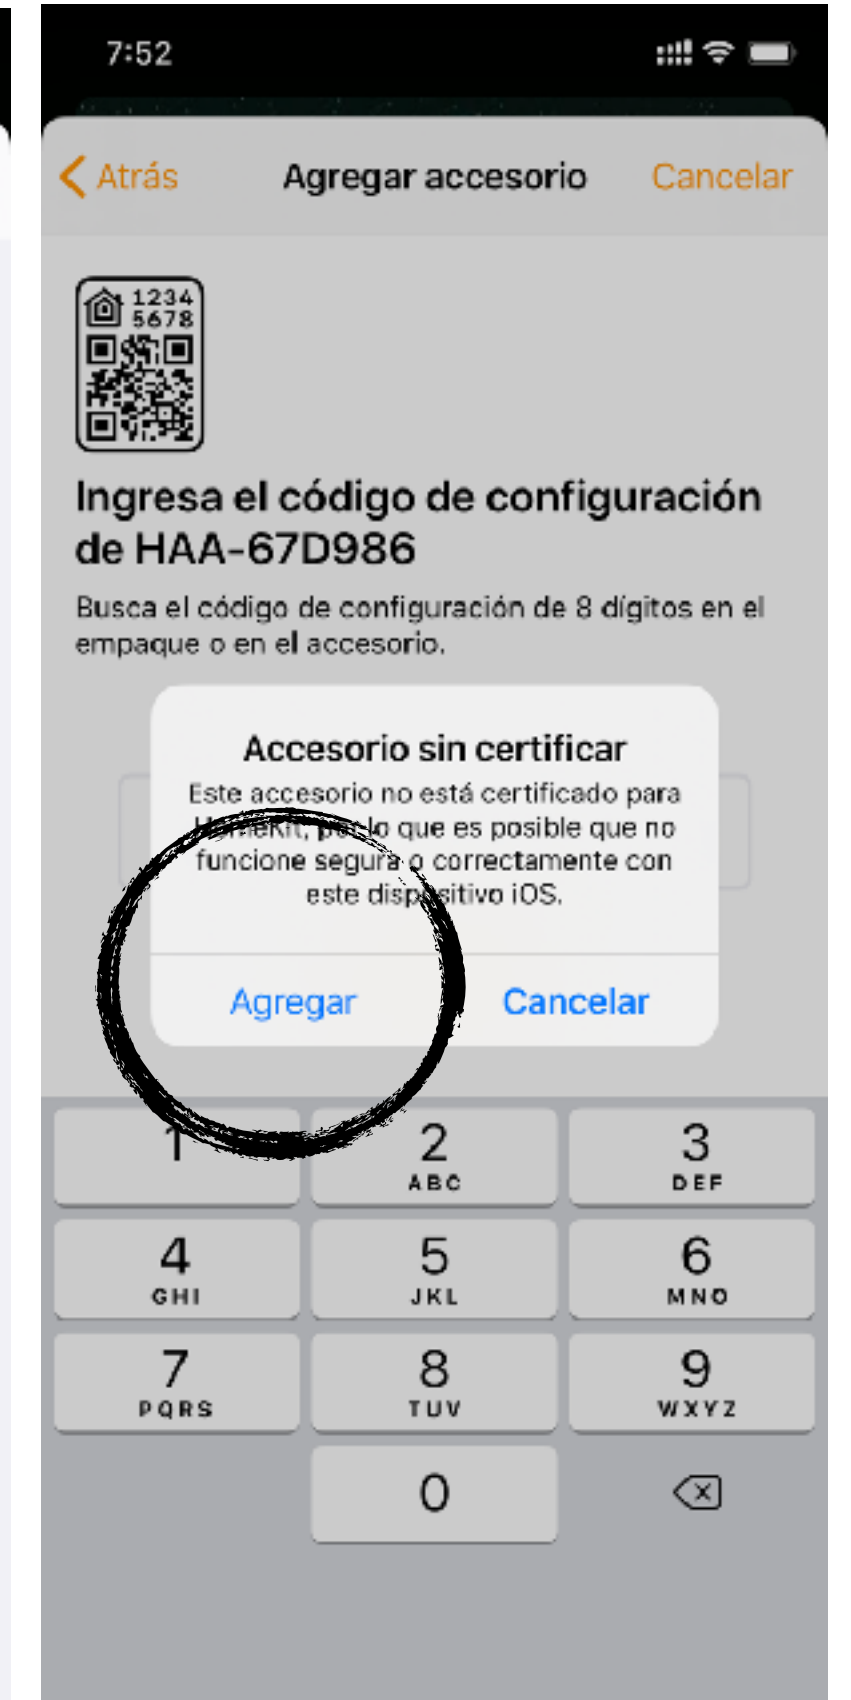 7:52
Atrás
Agregar accesorio
Cancelar
1234
5678
Ingresa el código de configuración
de HAA-67D986
Busca el código de configuración de 8 dígitos en el
empaque o en el accesorio.
Accesorio sin certificar
Este accesorio no está certificado para
HomeKit, por lo que es posible que no
funcione segura o correctamente con
este dispositivo iOS.
Agregar
Cancelar
1
2
ABC
3
DEF
4
GHI
5
JKL
6
MNO
7
PQRS
8
TUV
9
WXYZ
0